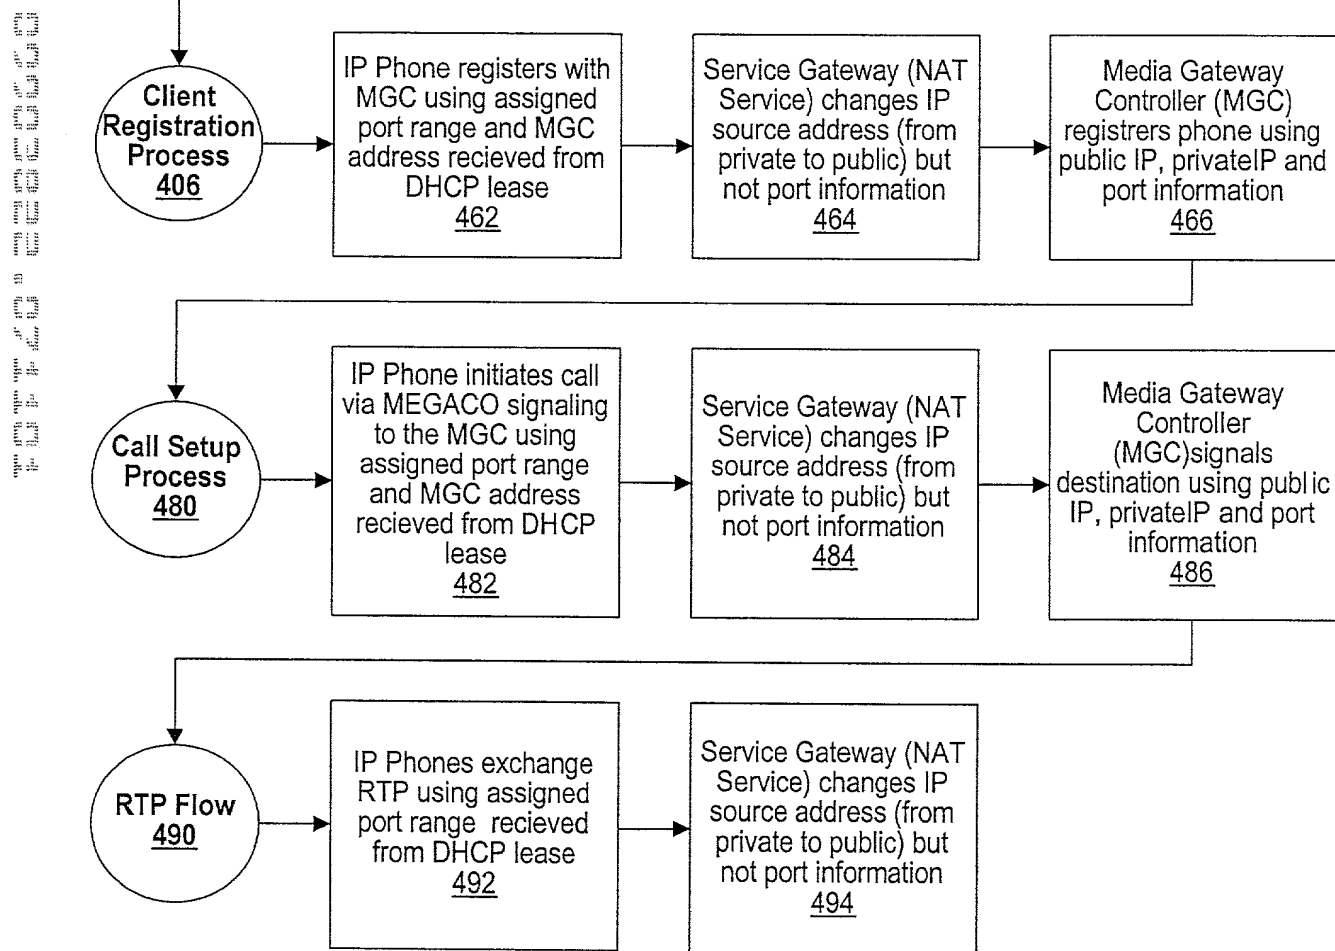 Client
Registration
Process
406
IP Phone registers with
MGC using assigned
port range and MGC
address recieved from
DHCP lease
462
Service Gateway (NAT
Service) changes IP
source address (from
private to public) but
not port information
464
Media Gateway
Controller (MGC)
registrers phone using
public IP, privateIP and
port information
466
Call Setup
Process
480
IP Phone initiates call
via MEGACO signaling
to the MGC using
assigned port range
and MGC address
recieved from DHCP
lease
482
Service Gateway (NAT
Service) changes IP
source address (from
private to public) but
not port information
484
Media Gateway
Controller
(MGC)signals
destination using public
IP, privateIP and port
information
486
RTP Flow
490
IP Phones exchange
RTP using assigned
port range recieved
from DHCP lease
492
Service Gateway (NAT
Service) changes IP
source address (from
private to public) but
not port information
494